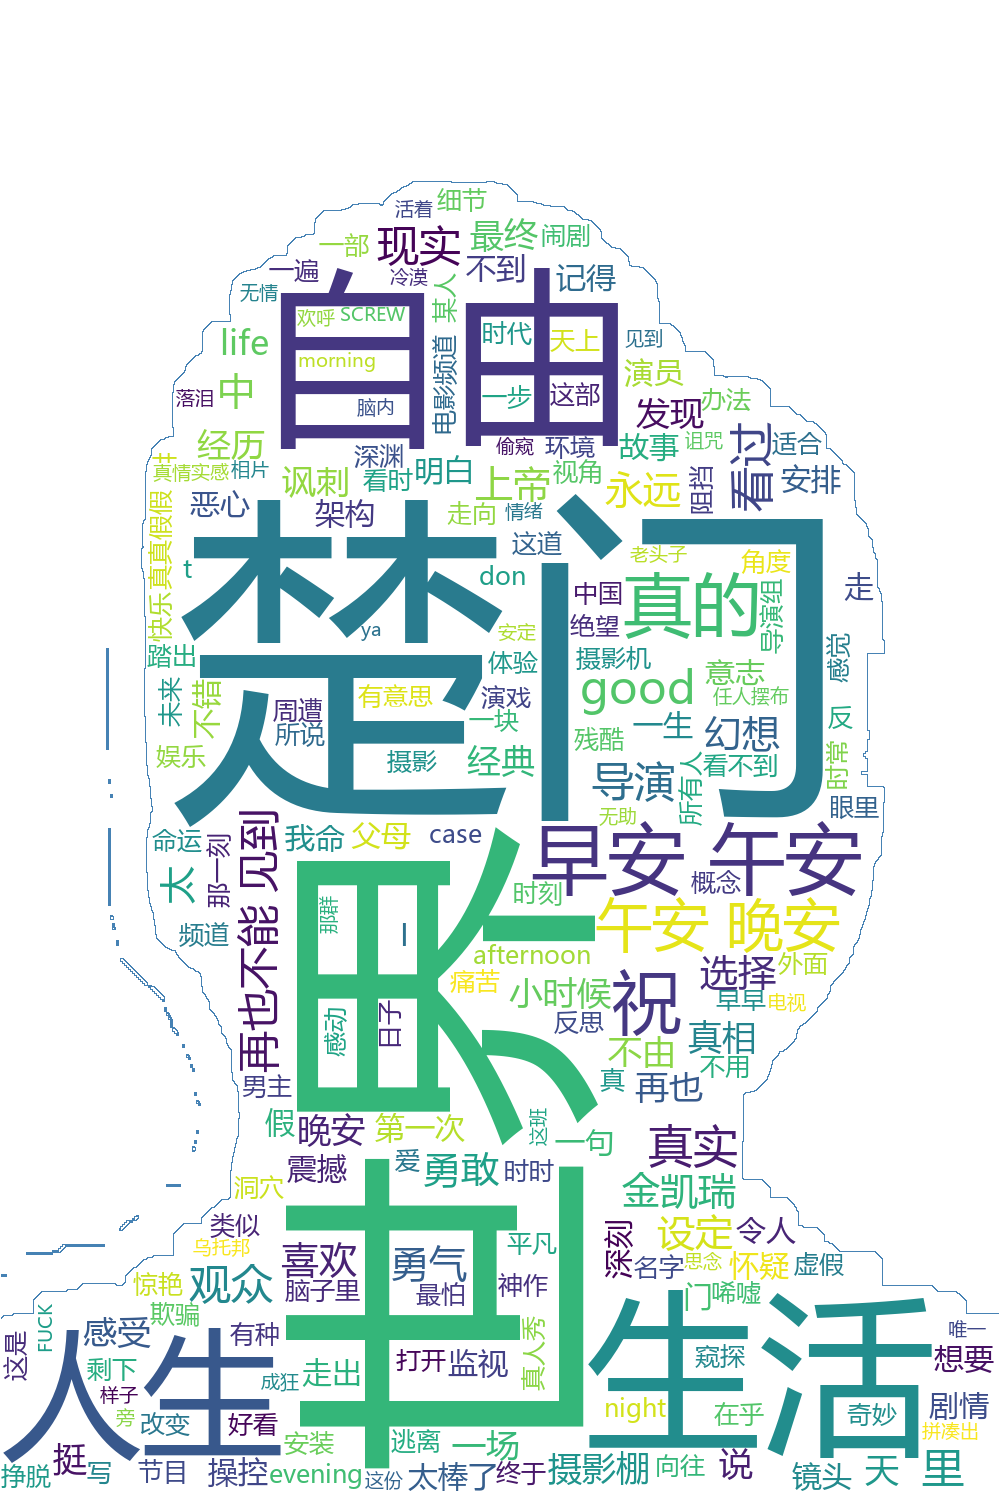 活着
细节
一部
现实
最终
闹剧
一遍
冷漠
不到
记得
无情
自由
欢呼
SCREW
某人
时代
天上
见到
life
morning
电影频道
演员
落泪
中
脑内
一步
这部
发现
办法
经历
深渊
偷窥
环境
故事
诅咒
看过
适合
真情实感
相片
讽刺
看时
明白
上帝
视角
永远
阻挡
安排
恶心
架构
走向
情绪
真真假假
楚门
这道
老头子
角度
t
don
中国
真的
导演组
走
快乐
ya
安定
绝望
踏出
体验
摄影机
意志
感觉
未来
不错
有意思
演戏
good
任人摆布
周遭
所说
一块
一生
幻想
反
娱乐
摄影
经典
残酷
导演
所有人
看不到
时常
无助
眼里
命运
那一刻
再也不能见到
我命
父母
case
早安
午安
太
世界
那群
一
时刻
概念
频道
afternoon
午安
晚安
痛苦
小时候
祝
选择
外面
感动
日子
反思
早早
电视
不由
真相
不用
男主
真
再也
假
晚安
第一次
这班
一句
真实
震撼
爱
勇敢
时时
洞穴
金凯瑞
类似
平凡
深刻
设定
令人
乌托邦
喜欢
勇气
名字
思念
怀疑
虚假
惊艳
观众
脑子里
最怕
神作
门
唏嘘
欺骗
FUCK
感受
有种
生活
唯一
这是
人生
剩下
走出
打开
监视
真人秀
窥探
想要
样子
成狂
旁
改变
好看
night
在乎
奇妙
剧情
安装
逃离
一场
拼凑出
挺
挣脱
写
节目
操控
evening
这份
太棒了
终于
摄影棚
向往
说
镜头
天
里